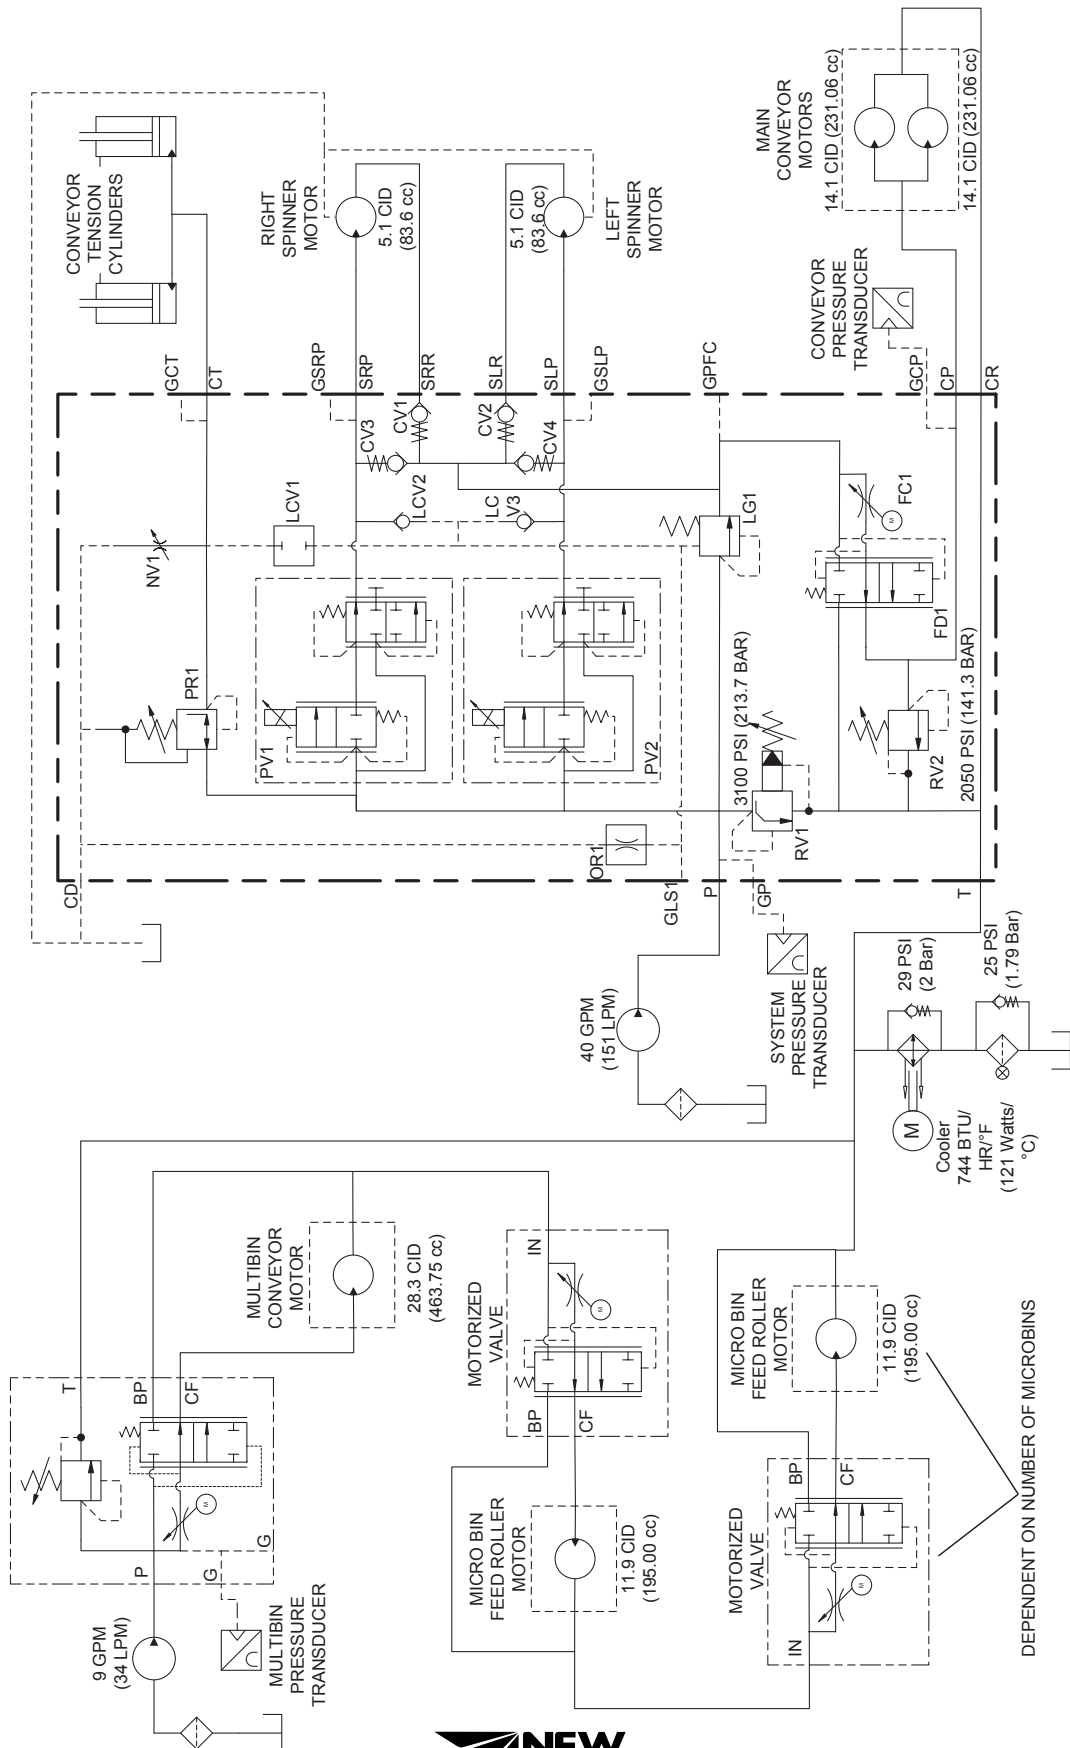 CONVEYOR
TENSION
CYLINDERS
RIGHT
SPINNER
MOTOR
5.1 CID
(83.6 cc)
5.1 CID
(83.6 cc)
LEFT
SPINNER
MOTOR
MAIN
CONVEYOR
MOTORS
14.1 CID (231.06 cc)
14.1 CID (231.06 cc)
CONVEYOR
PRESSURE
TRANSDUCER
GCT
CT
GSRP
SRP
SRR
SLR
SLP
GSLP
GPFC
GCP
CP
CR
CV3
CV1
CV2
CV4
LCV1
LCV2
LC
V3
NV1
LG1
FC1
M
PR1
PV1
PV2
FD1
3100 PSI (213.7 BAR)
RV1
RV2
2050 PSI (141.3 BAR)
OR1
CD
GLS1
P
GP
T
40 GPM
(151 LPM)
SYSTEM
PRESSURE
TRANSDUCER
29 PSI
(2 Bar)
25 PSI
(1.79 Bar)
M
Cooler
744 BTU/
HR/°F
(121 Watts/
°C)
MULTIBIN
CONVEYOR
MOTOR
28.3 CID
(463.75 cc)
T
BP
CF
M
P
G
G
9 GPM
(34 LPM)
MULTIBIN
PRESSURE
TRANSDUCER
MOTORIZED
VALVE
IN
M
BP
CF
MICRO BIN
FEED ROLLER
MOTOR
11.9 CID
(195.00 cc)
MICRO BIN
FEED ROLLER
MOTOR
11.9 CID
(195.00 cc)
MOTORIZED
VALVE
BP
CF
M
IN
DEPENDENT ON NUMBER OF MICROBINS
NEW